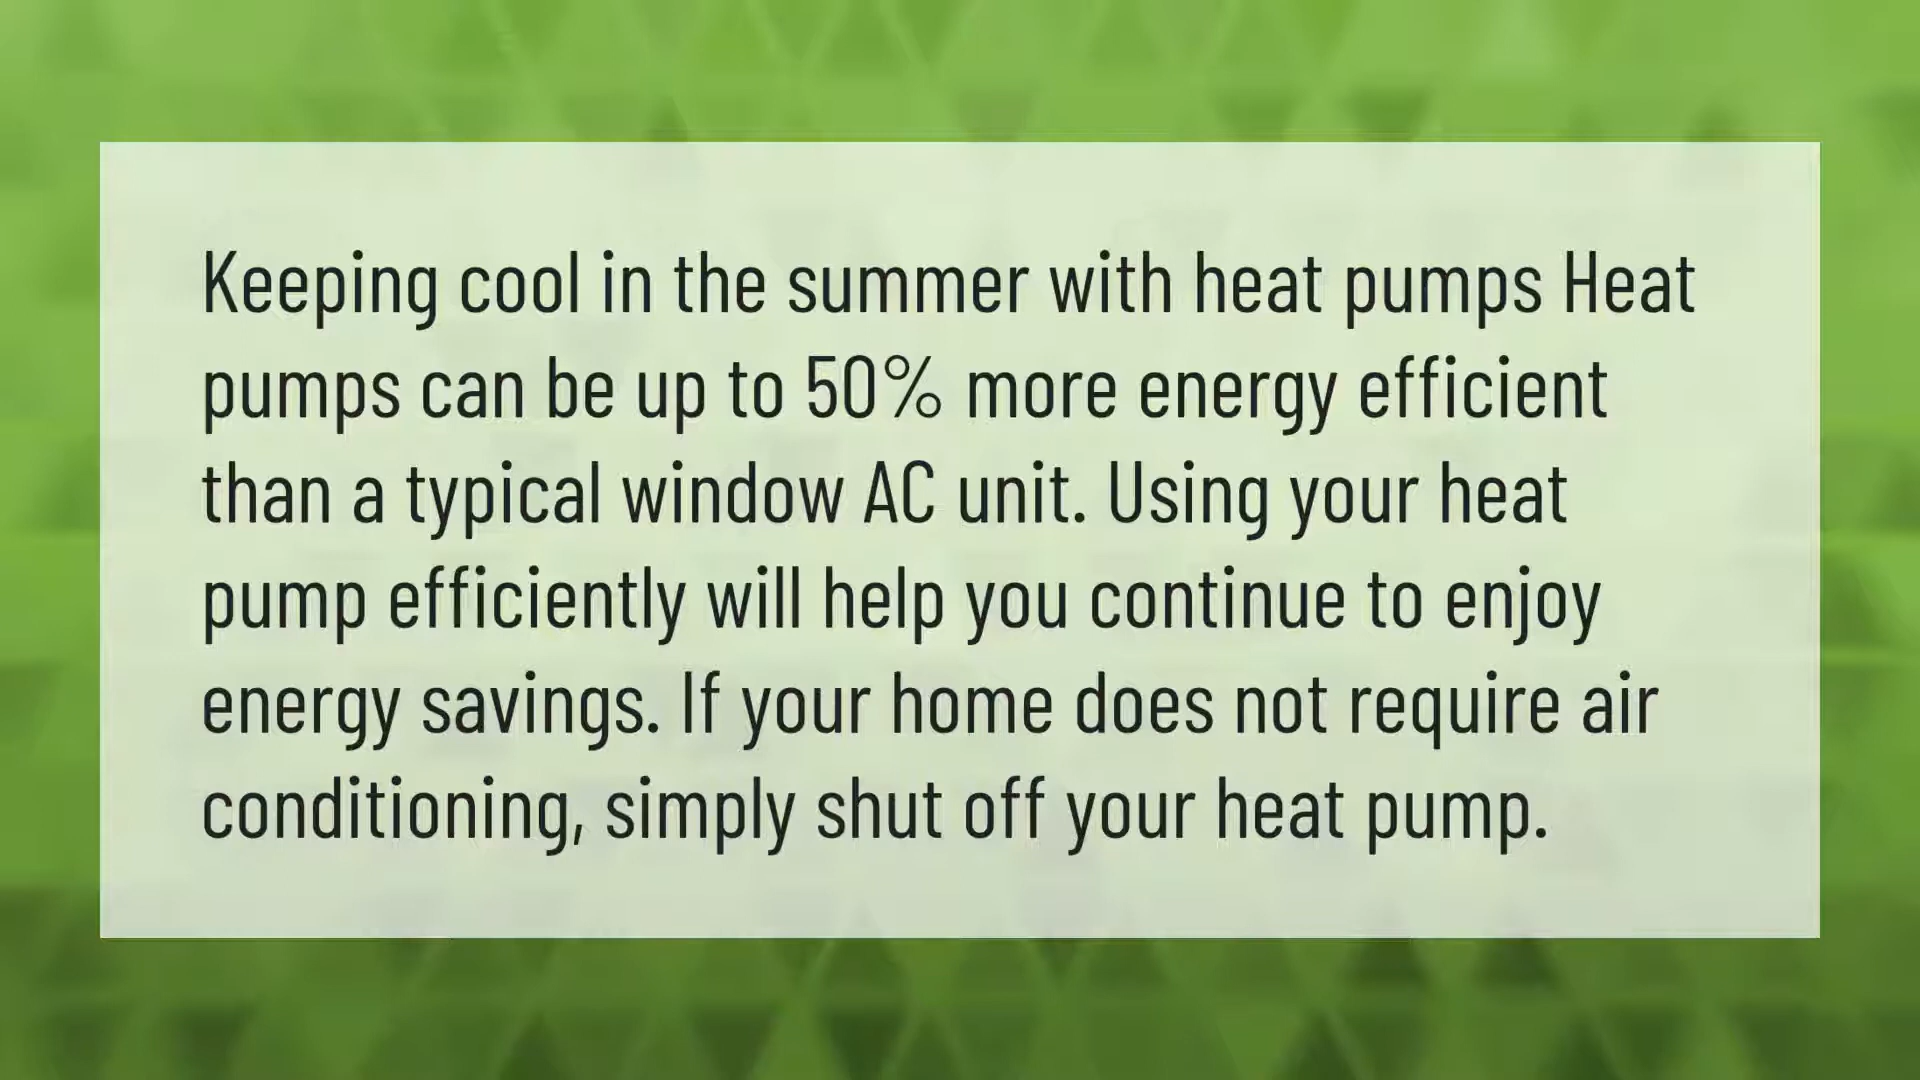 Keeping cool in the summer with heat pumps Heat
pumps can be up to 50% more energy efficient
than a typical window AC unit. Using your heat
pump efficiently will help you continue to enjoy
energy savings. If your home does not require air
conditioning, simply shut off your heat pump.